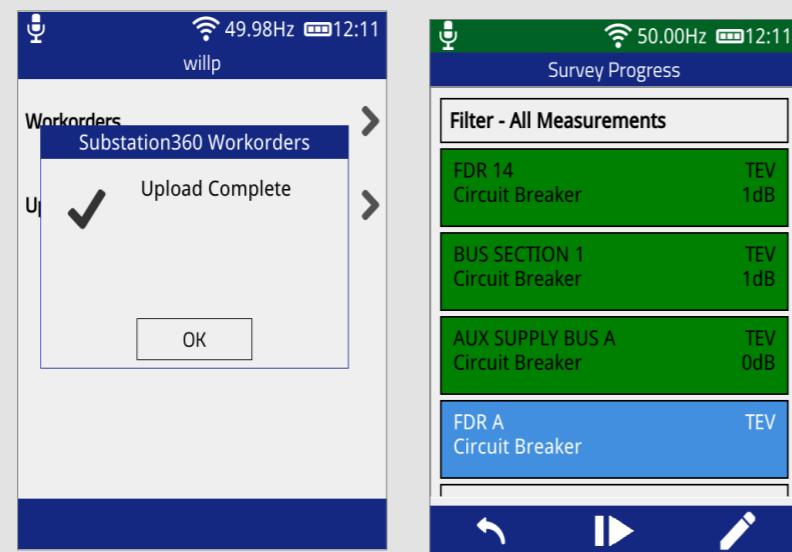 49.98Hz 12:11
willp
Workorders
Substation360 Workorders
Upload Complete
OK
50.00Hz 12:11
Survey Progress
Filter - All Measurements
FDR 14 TEV
Circuit Breaker 1dB
BUS SECTION 1 TEV
Circuit Breaker 1dB
AUX SUPPLY BUS A TEV
Circuit Breaker 0dB
FDR A TEV
Circuit Breaker